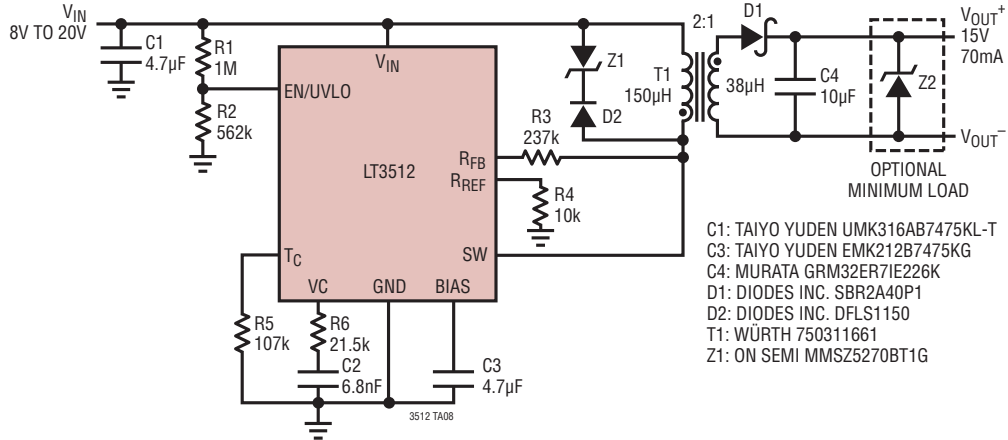 VIN
8V TO 20V
C1
4.7µF
R1
1M
R2
562k
VIN
EN/UVLO
LT3512
RFB
RREF
SW
TC
VC
GND
BIAS
Z1
D2
R3
237k
R4
10k
T1
150µH
2:1
38µH
D1
C4
10µF
Z2
VOUT+
15V
70mA
VOUT–
OPTIONAL
MINIMUM LOAD
R5
107k
R6
21.5k
C2
6.8nF
C3
4.7µF
3512 TA08
C1: TAIYO YUDEN UMK316AB7475KL-T
C3: TAIYO YUDEN EMK212B7475KG
C4: MURATA GRM32ER7IE226K
D1: DIODES INC. SBR2A40P1
D2: DIODES INC. DFLS1150
T1: WÜRTH 750311661
Z1: ON SEMI MMSZ5270BT1G